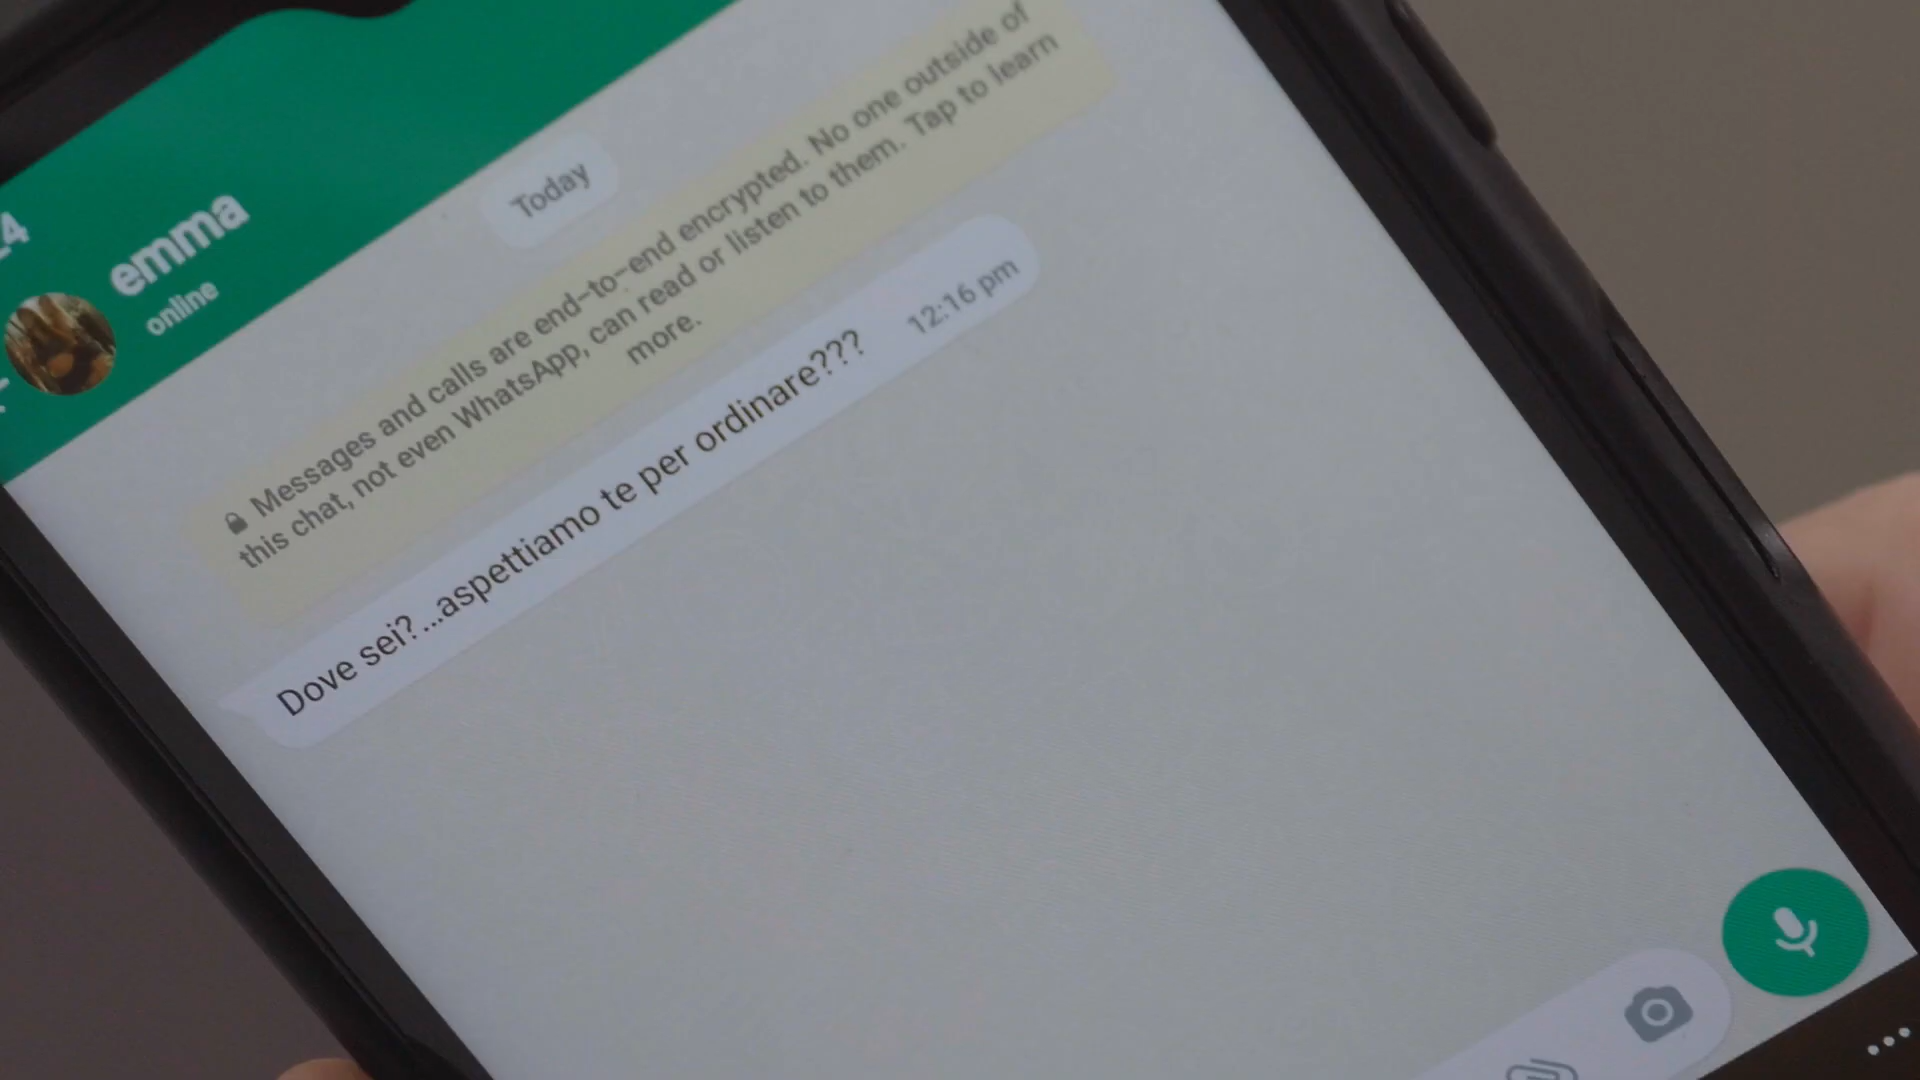 emma
online
Today
Messages and calls are end-to-end encrypted. No one outside of
this chat, not even WhatsApp, can read or listen to them. Tap to learn
more.
Dove sei?...aspettiamo te per ordinare??? 12:16 pm